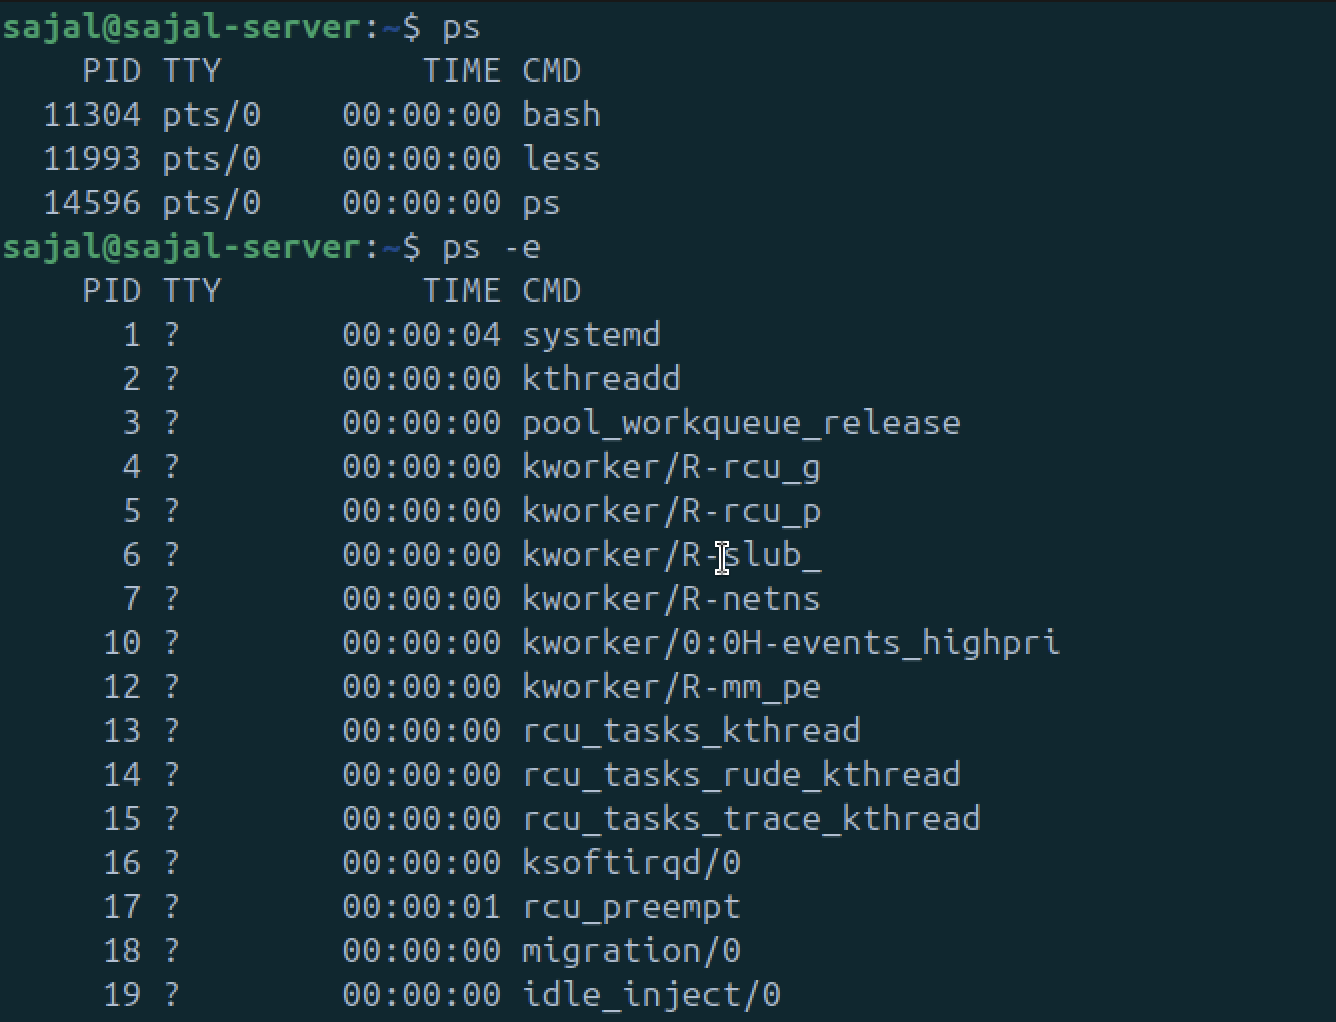 sajal@sajal-server:~$ ps
    PID TTY          TIME CMD
  11304 pts/0    00:00:00 bash
  11993 pts/0    00:00:00 less
  14596 pts/0    00:00:00 ps
sajal@sajal-server:~$ ps -e
    PID TTY          TIME CMD
      1 ?        00:00:04 systemd
      2 ?        00:00:00 kthreadd
      3 ?        00:00:00 pool_workqueue_release
      4 ?        00:00:00 kworker/R-rcu_g
      5 ?        00:00:00 kworker/R-rcu_p
      6 ?        00:00:00 kworker/R-slub_
      7 ?        00:00:00 kworker/R-netns
     10 ?        00:00:00 kworker/0:0H-events_highpri
     12 ?        00:00:00 kworker/R-mm_pe
     13 ?        00:00:00 rcu_tasks_kthread
     14 ?        00:00:00 rcu_tasks_rude_kthread
     15 ?        00:00:00 rcu_tasks_trace_kthread
     16 ?        00:00:00 ksoftirqd/0
     17 ?        00:00:01 rcu_preempt
     18 ?        00:00:00 migration/0
     19 ?        00:00:00 idle_inject/0